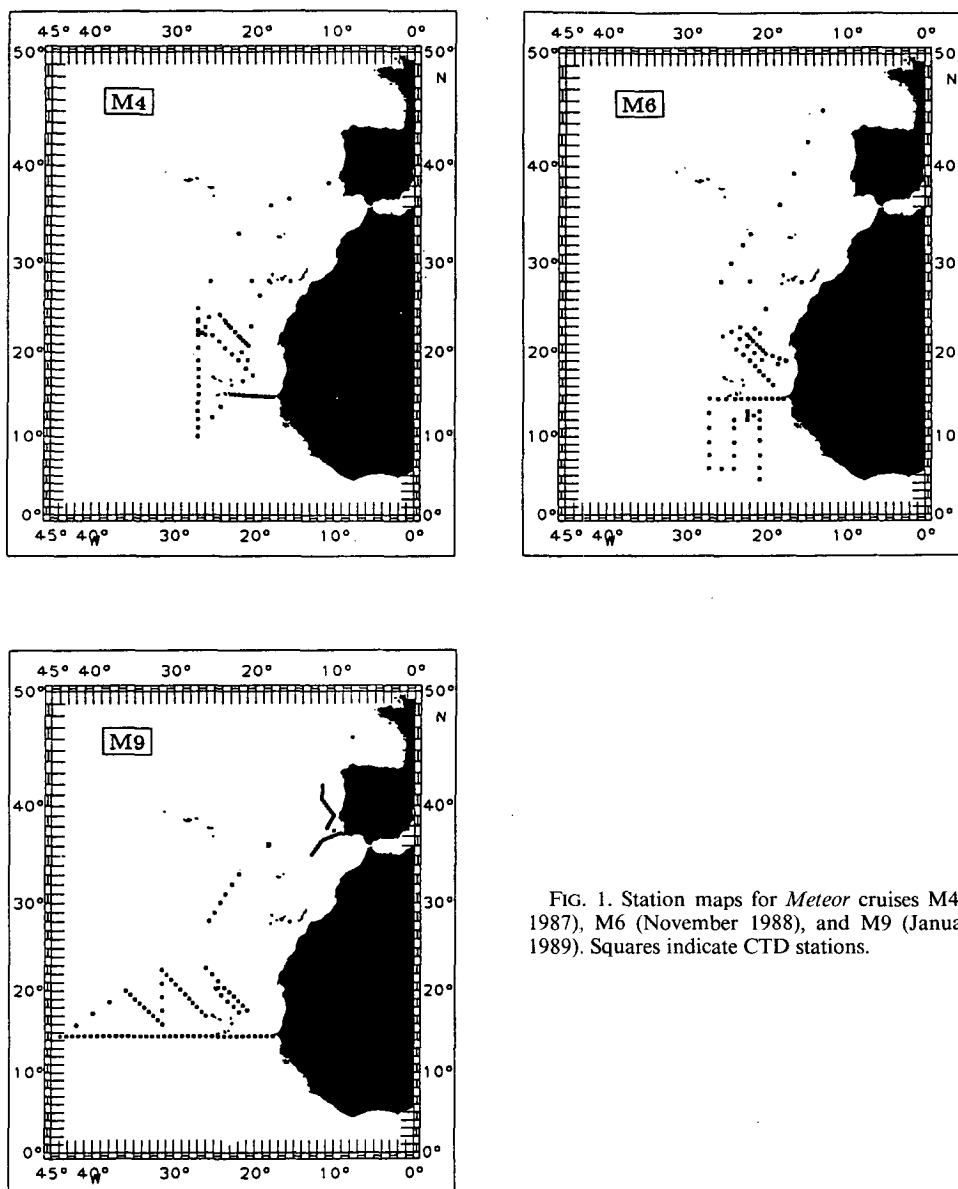 45° 40° 30° 20° 10° 0°
50° 50°
N
M4
40° 40°
30° 30°
20° 20°
10° 10°
0° 0°
45° 40° W 30° 20° 10° 0°
45° 40° 30° 20° 10° 0°
50° 50
N
M6
40° 40
30° 30
20° 20
10° 10
0° 0°
45° 40° W 30° 20° 10° 0°
45° 40° 30° 20° 10° 0°
50° 50°
N
M9
40° 40°
30° 30°
20° 20°
10° 10°
0° 0°
45° 40° W 30° 20° 10° 0°
FIG. 1. Station maps for Meteor cruises M4
1987), M6 (November 1988), and M9 (Janua
1989). Squares indicate CTD stations.